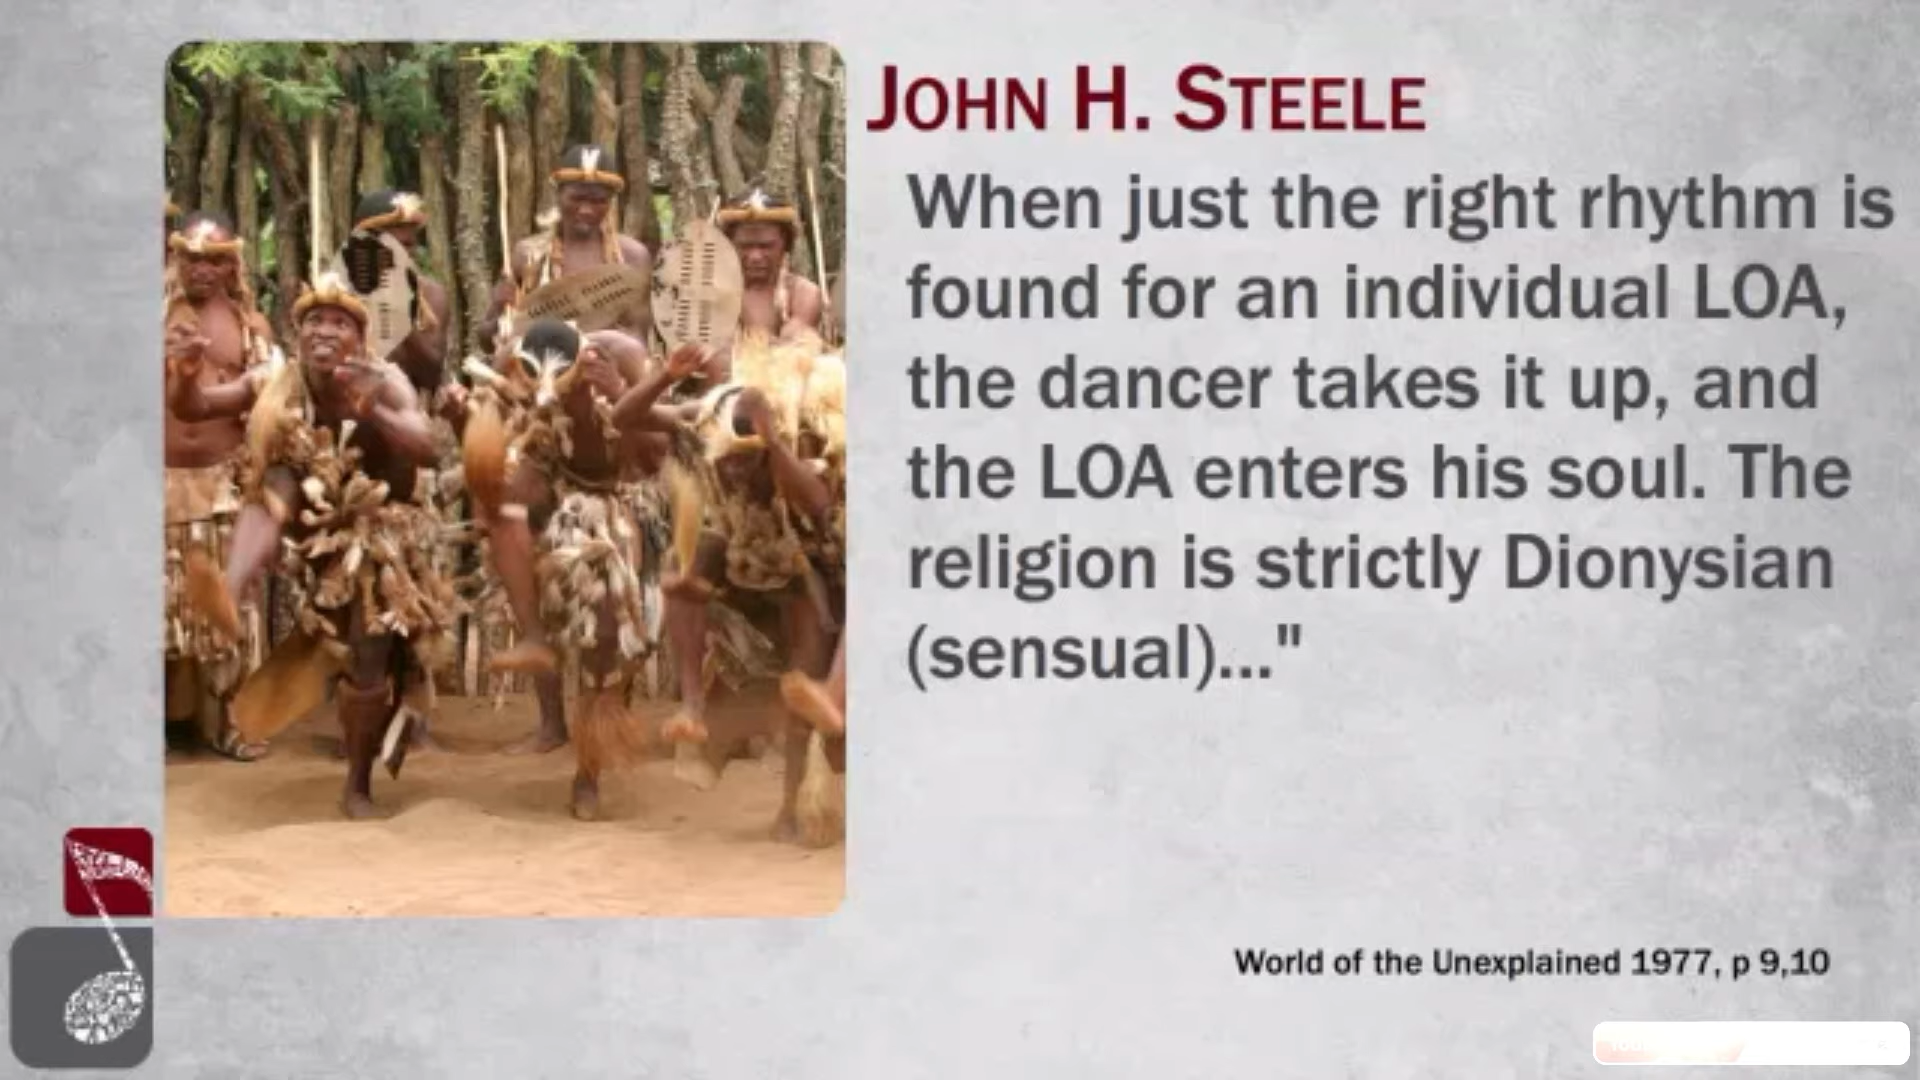 JOHN H. STEELE
When just the right rhythm is
found for an individual LOA,
the dancer takes it up, and
the LOA enters his soul. The
religion is strictly Dionysian
(sensual)..."
World of the Unexplained 1977, p 9,10